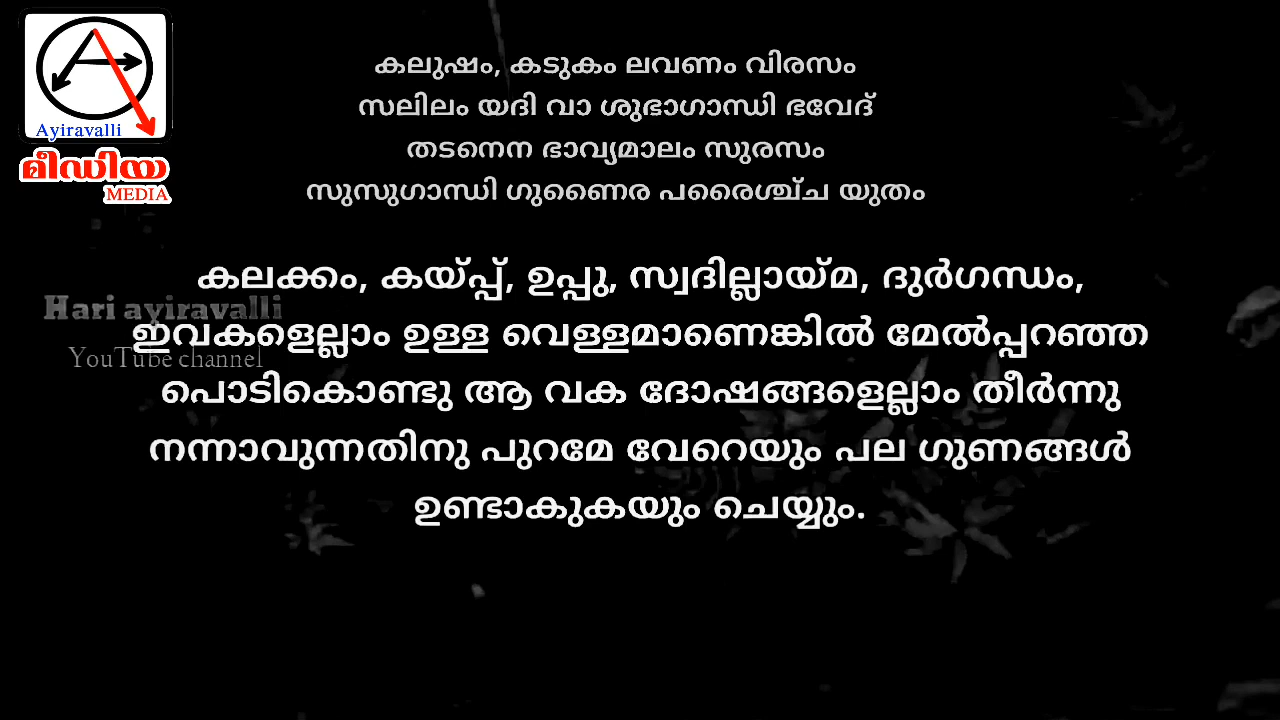 Ayiravalli
മീഡിയ
MEDIA
കലുഷം, കടുകം ലവണം വിരസം
സലിലം യദി വാ ശുഭാഗാന്ധി ഭവേദ്
തടനെന ഭാവ്യമാലം സുരസം
സുസുഗാന്ധി ഗുണൈര പരൈശ്ച്ച യുതം
കലക്കം, കയ്പ്പ്, ഉപ്പു, സ്വദില്ലായ്മ, ദുർഗന്ധം,
Hari ayiravalli
ഇവകളെല്ലാം ഉള്ള വെള്ളമാണെങ്കിൽ മേൽപ്പറഞ്ഞ
YouTube channel
പൊടികൊണ്ടു ആ വക ദോഷങ്ങളെല്ലാം തീർന്നു
നന്നാവുന്നതിനു പുറമേ വേറെയും പല ഗുണങ്ങൾ
ഉണ്ടാകുകയും ചെയ്യും.